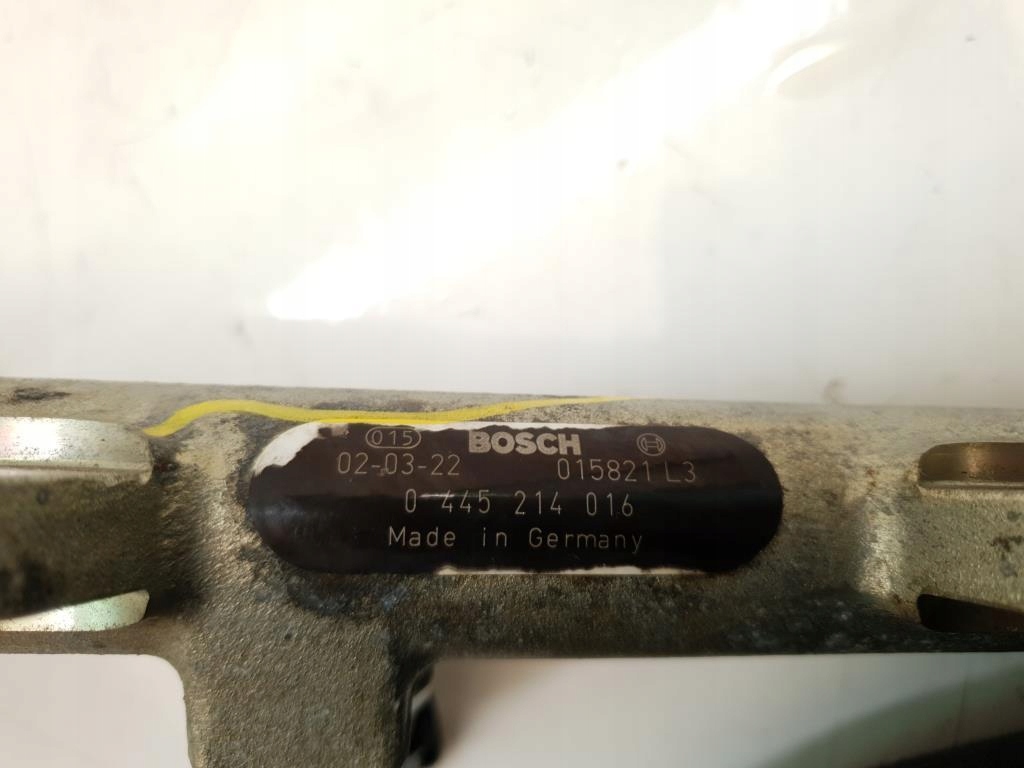 015 BOSCH
02-03-22 015821 L3
0 445 214 016
Made in Germany